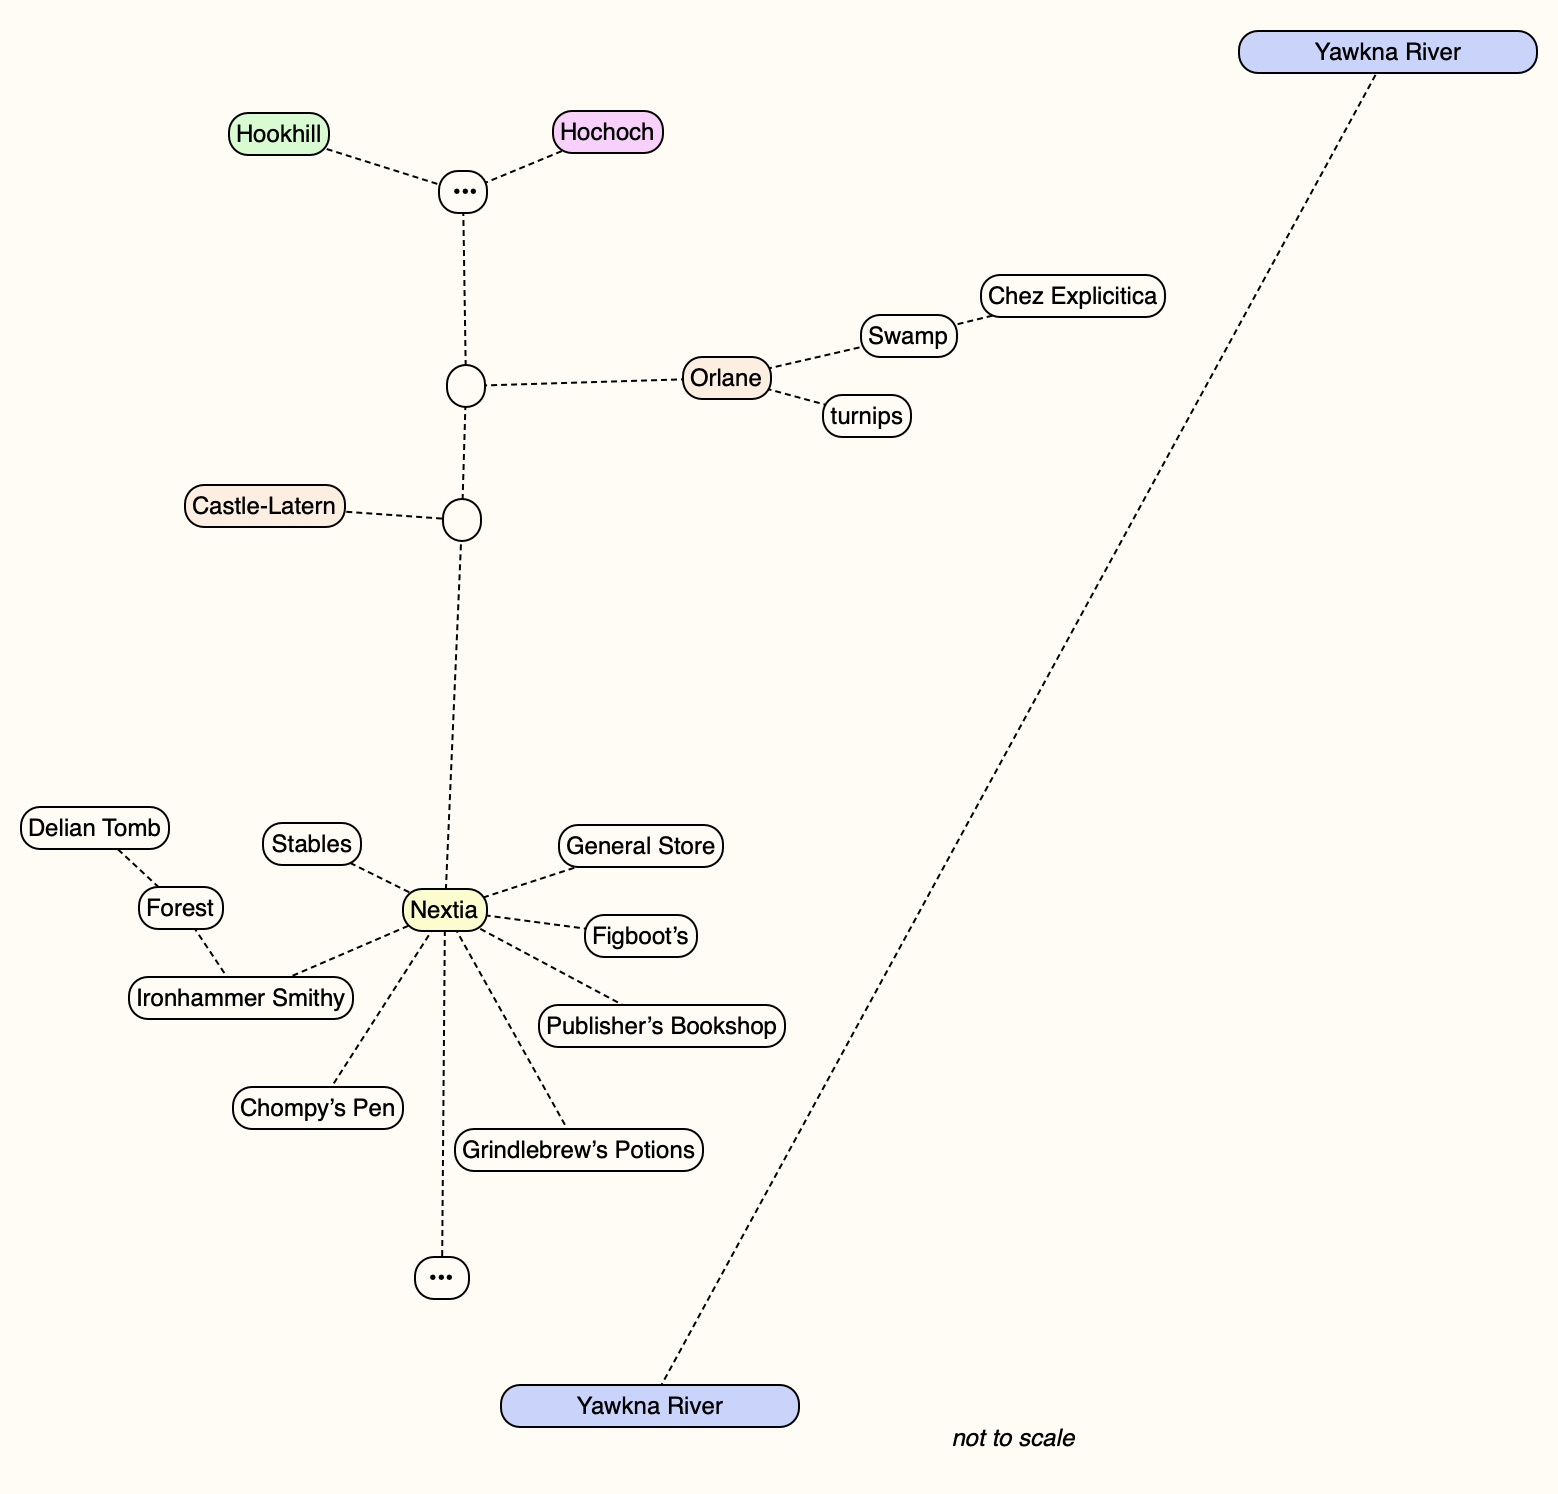 Yawkna River
Hookhill
Hochoch
•••
Chez Explicitica
Swamp
Orlane
turnips
Castle-Latern
Delian Tomb
Stables
General Store
Forest
Nextia
Figboot’s
Ironhammer Smithy
Publisher’s Bookshop
Chompy’s Pen
Grindlebrew’s Potions
•••
Yawkna River
not to scale